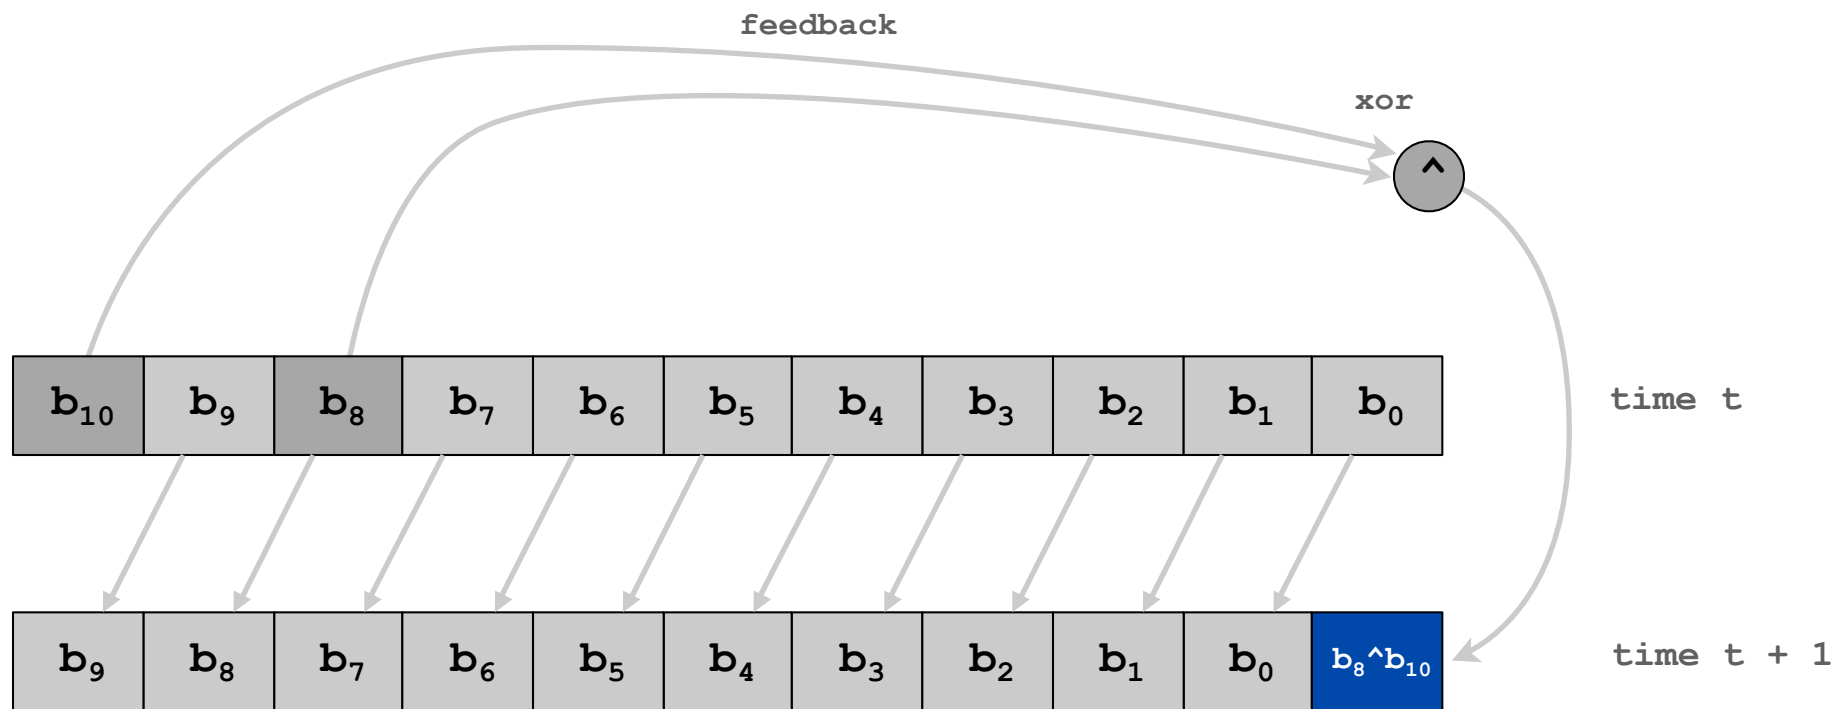 feedback
xor
^
b₁₀ b₉ b₈ b₇ b₆ b₅ b₄ b₃ b₂ b₁ b₀ time t
b₉ b₈ b₇ b₆ b₅ b₄ b₃ b₂ b₁ b₀ b₈^b₁₀ time t + 1